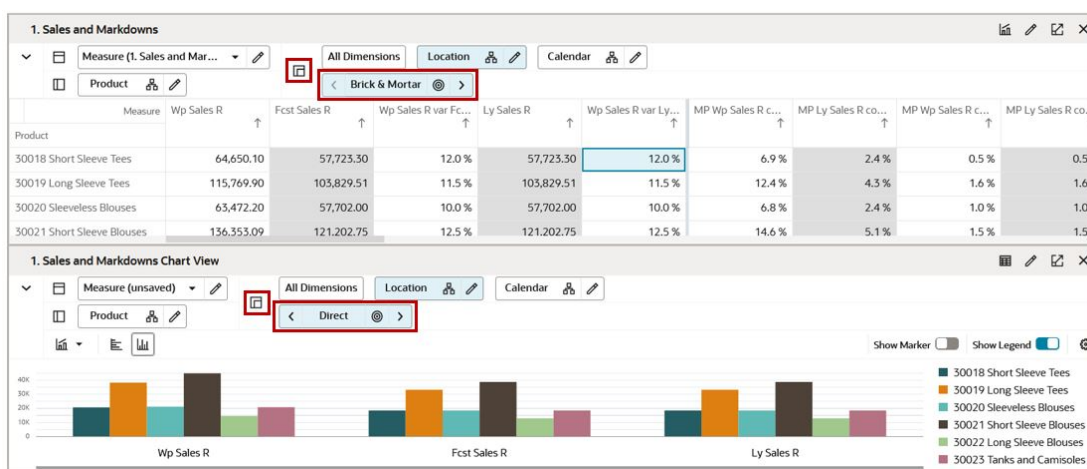 1. Sales and Markdowns
Measure (1. Sales and Mar...
All Dimensions Location Calendar
Product
Brick & Mortar
Measure Wp Sales R Fcst Sales R Wp Sales R var Fc... Ly Sales R Wp Sales R var Ly... MP Wp Sales R c... MP Ly Sales R co... MP Wp Sales R c... MP Ly Sales R co.
Product
30018 Short Sleeve Tees 64,650.10 57,723.30 12.0 % 57,723.30 12.0 % 6.9 % 2.4 % 0.5 % 0.5
30019 Long Sleeve Tees 115,769.90 103,829.51 11.5 % 103,829.51 11.5 % 12.4 % 4.3 % 1.6 % 1.6
30020 Sleeveless Blouses 63,472.20 57,702.00 10.0 % 57,702.00 10.0 % 6.8 % 2.4 % 1.0 % 1.0
30021 Short Sleeve Blouses 136,353.09 121,202.75 12.5 % 121,202.75 12.5 % 14.6 % 5.1 % 1.5 % 1.5
1. Sales and Markdowns Chart View
Measure (unsaved)
All Dimensions Location Calendar
Product
Direct
Show Marker Show Legend
40K
30K
20K
10K
0
Wp Sales R Fcst Sales R Ly Sales R
30018 Short Sleeve Tees
30019 Long Sleeve Tees
30020 Sleeveless Blouses
30021 Short Sleeve Blouses
30022 Long Sleeve Blouses
30023 Tanks and Camisoles